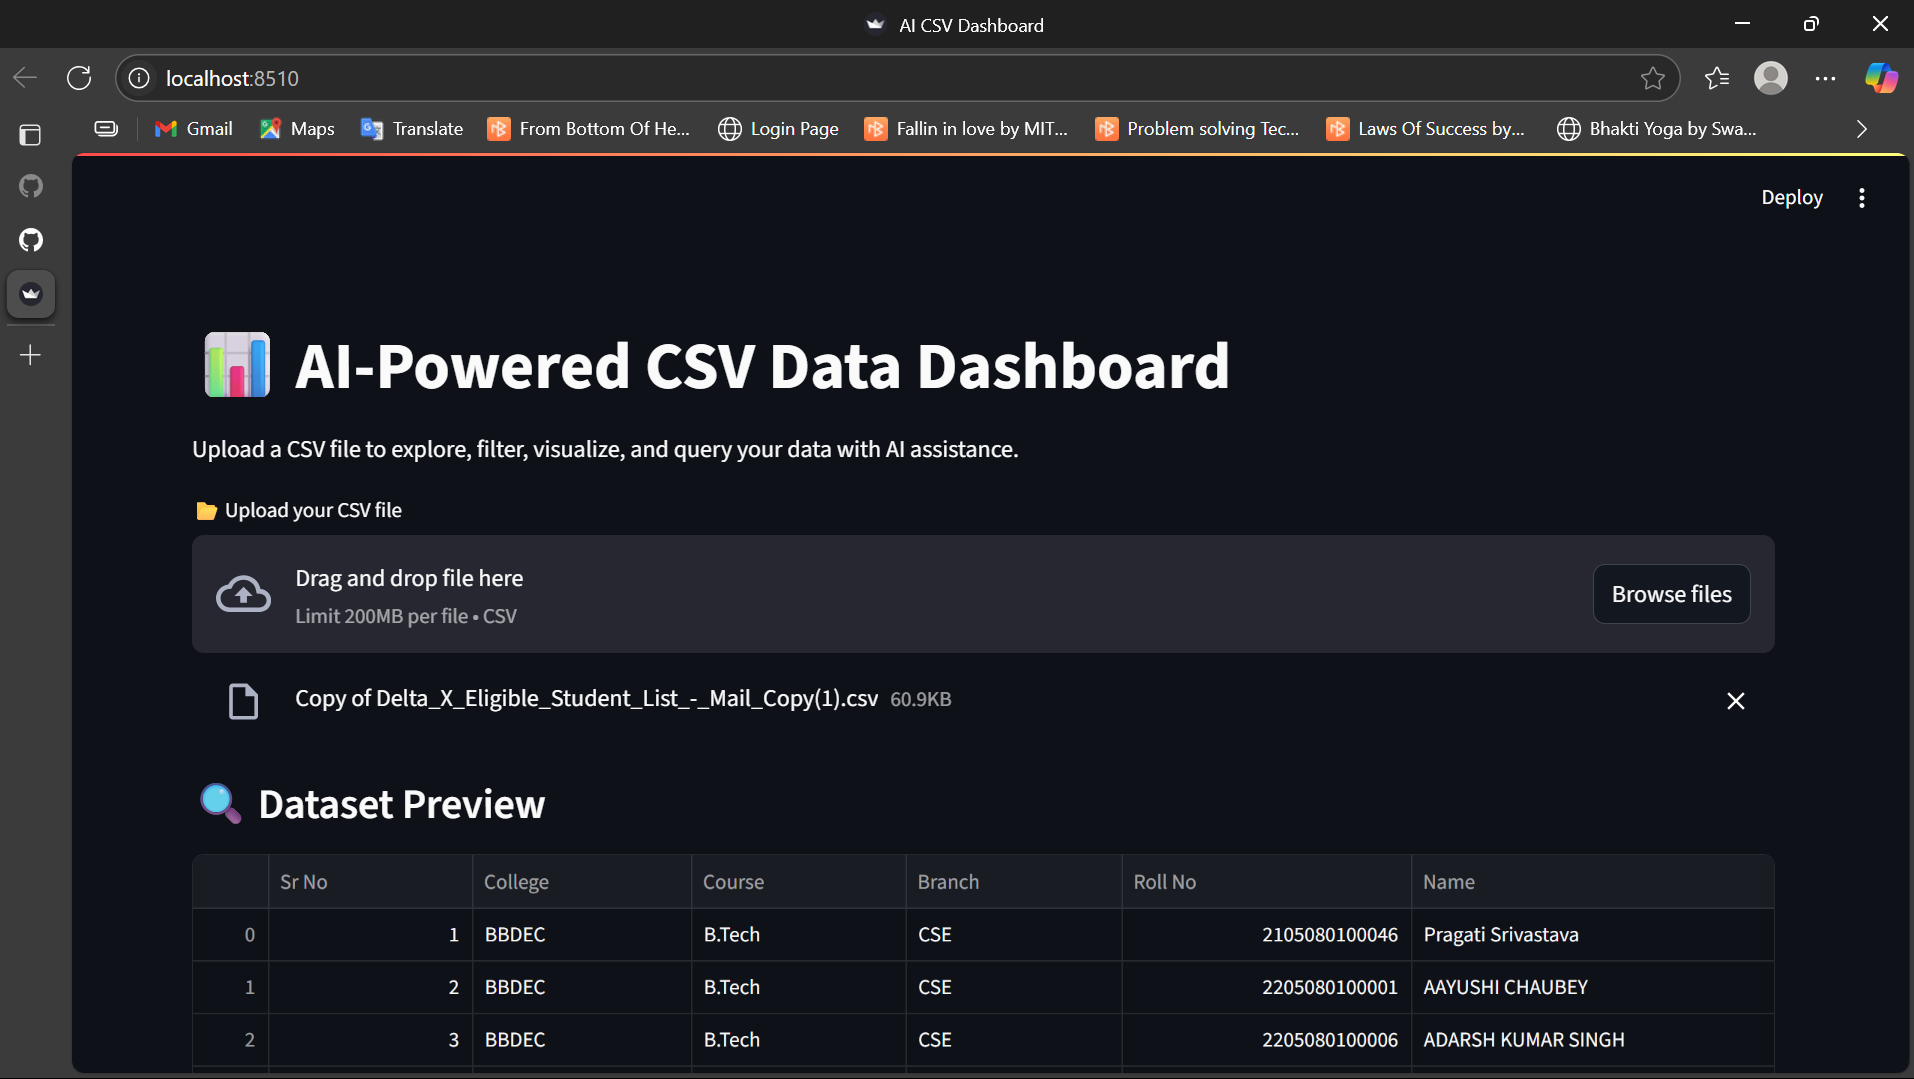 AI CSV Dashboard
localhost:8510
Gmail
Maps
Translate
From Bottom Of He...
Login Page
Fallin in love by MIT...
Problem solving Tec...
Laws Of Success by...
Bhakti Yoga by Swa...
Deploy
AI-Powered CSV Data Dashboard
Upload a CSV file to explore, filter, visualize, and query your data with AI assistance.
Upload your CSV file
Drag and drop file here
Limit 200MB per file • CSV
Browse files
Copy of Delta_X_Eligible_Student_List_-_Mail_Copy(1).csv 60.9KB
Dataset Preview
Sr No College Course Branch Roll No Name
0 1 BBDEC B.Tech CSE 2105080100046 Pragati Srivastava
1 2 BBDEC B.Tech CSE 2205080100001 AAYUSHI CHAUBEY
2 3 BBDEC B.Tech CSE 2205080100006 ADARSH KUMAR SINGH